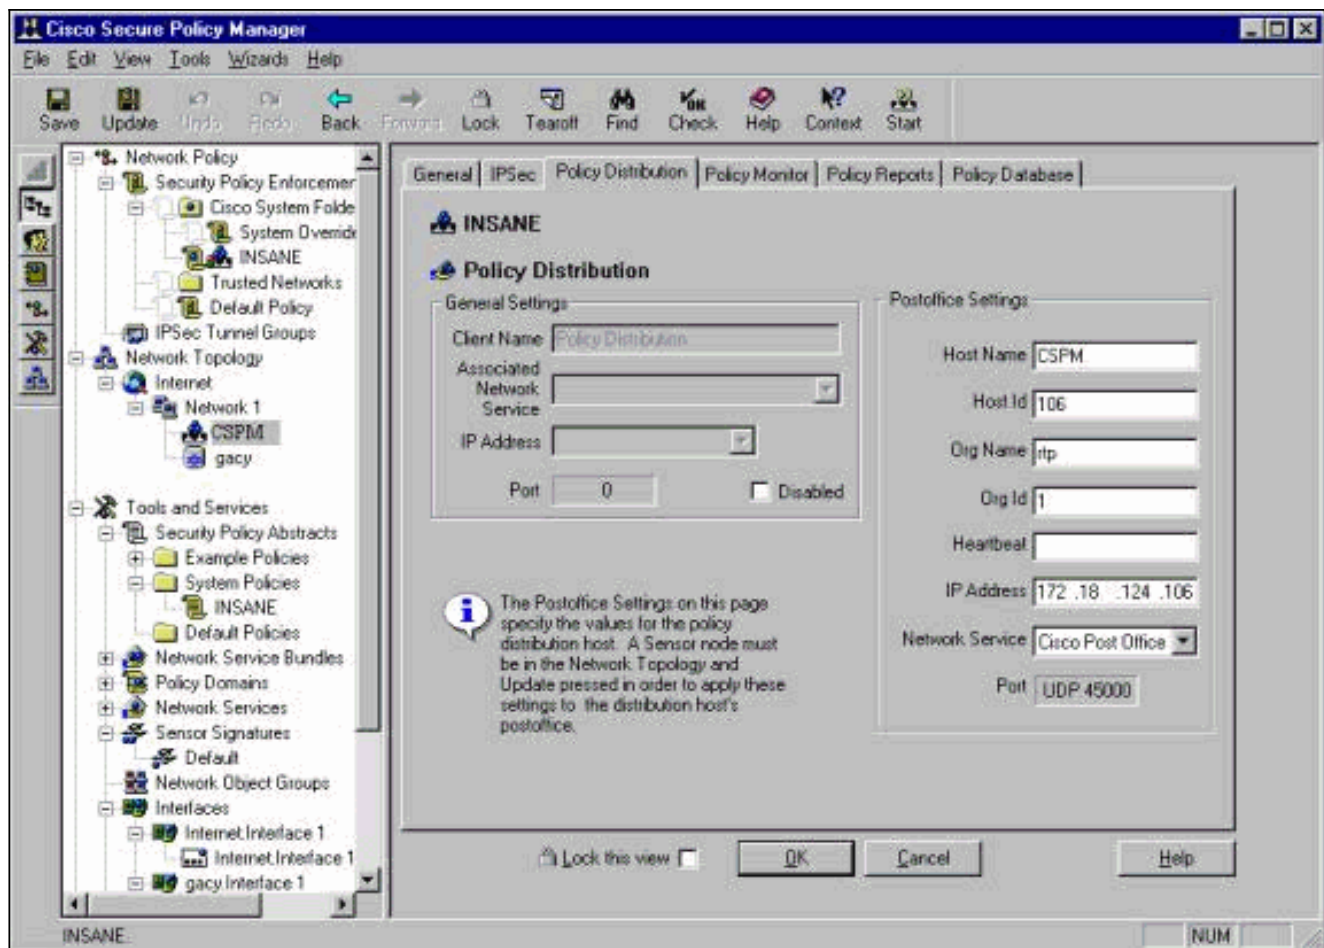 Cisco Secure Policy Manager
File Edit View Tools Wizards Help
Save Update Undo Redo Back Forward Lock Tearoff Find Check Help Context Start
Network Policy
Security Policy Enforcemer
Cisco System Folde
System Override
INSANE
Trusted Networks
Default Policy
IPSec Tunnel Groups
Network Topology
Internet
Network 1
CSPM
gacy
Tools and Services
Security Policy Abstracts
Example Policies
System Policies
INSANE
Default Policies
Network Service Bundles
Policy Domains
Network Services
Sensor Signatures
Default
Network Object Groups
Interfaces
Internet.Interface 1
Internet.Interface 1
gacy.Interface 1
General IPSec Policy Distribution Policy Monitor Policy Reports Policy Database
INSANE
Policy Distribution
General Settings
Client Name Policy Distribution
Associated
Network
Service
IP Address
Port 0 Disabled
The Postoffice Settings on this page
specify the values for the policy
distribution host. A Sensor node must
be in the Network Topology and
Update pressed in order to apply these
settings to the distribution host's
postoffice.
Postoffice Settings
Host Name CSPM
Host Id 106
Org Name rtp
Org Id 1
Heartbeat
IP Address 172 .18 .124 .106
Network Service Cisco Post Office
Port UDP 45000
Lock this view OK Cancel Help
INSANE. NUM